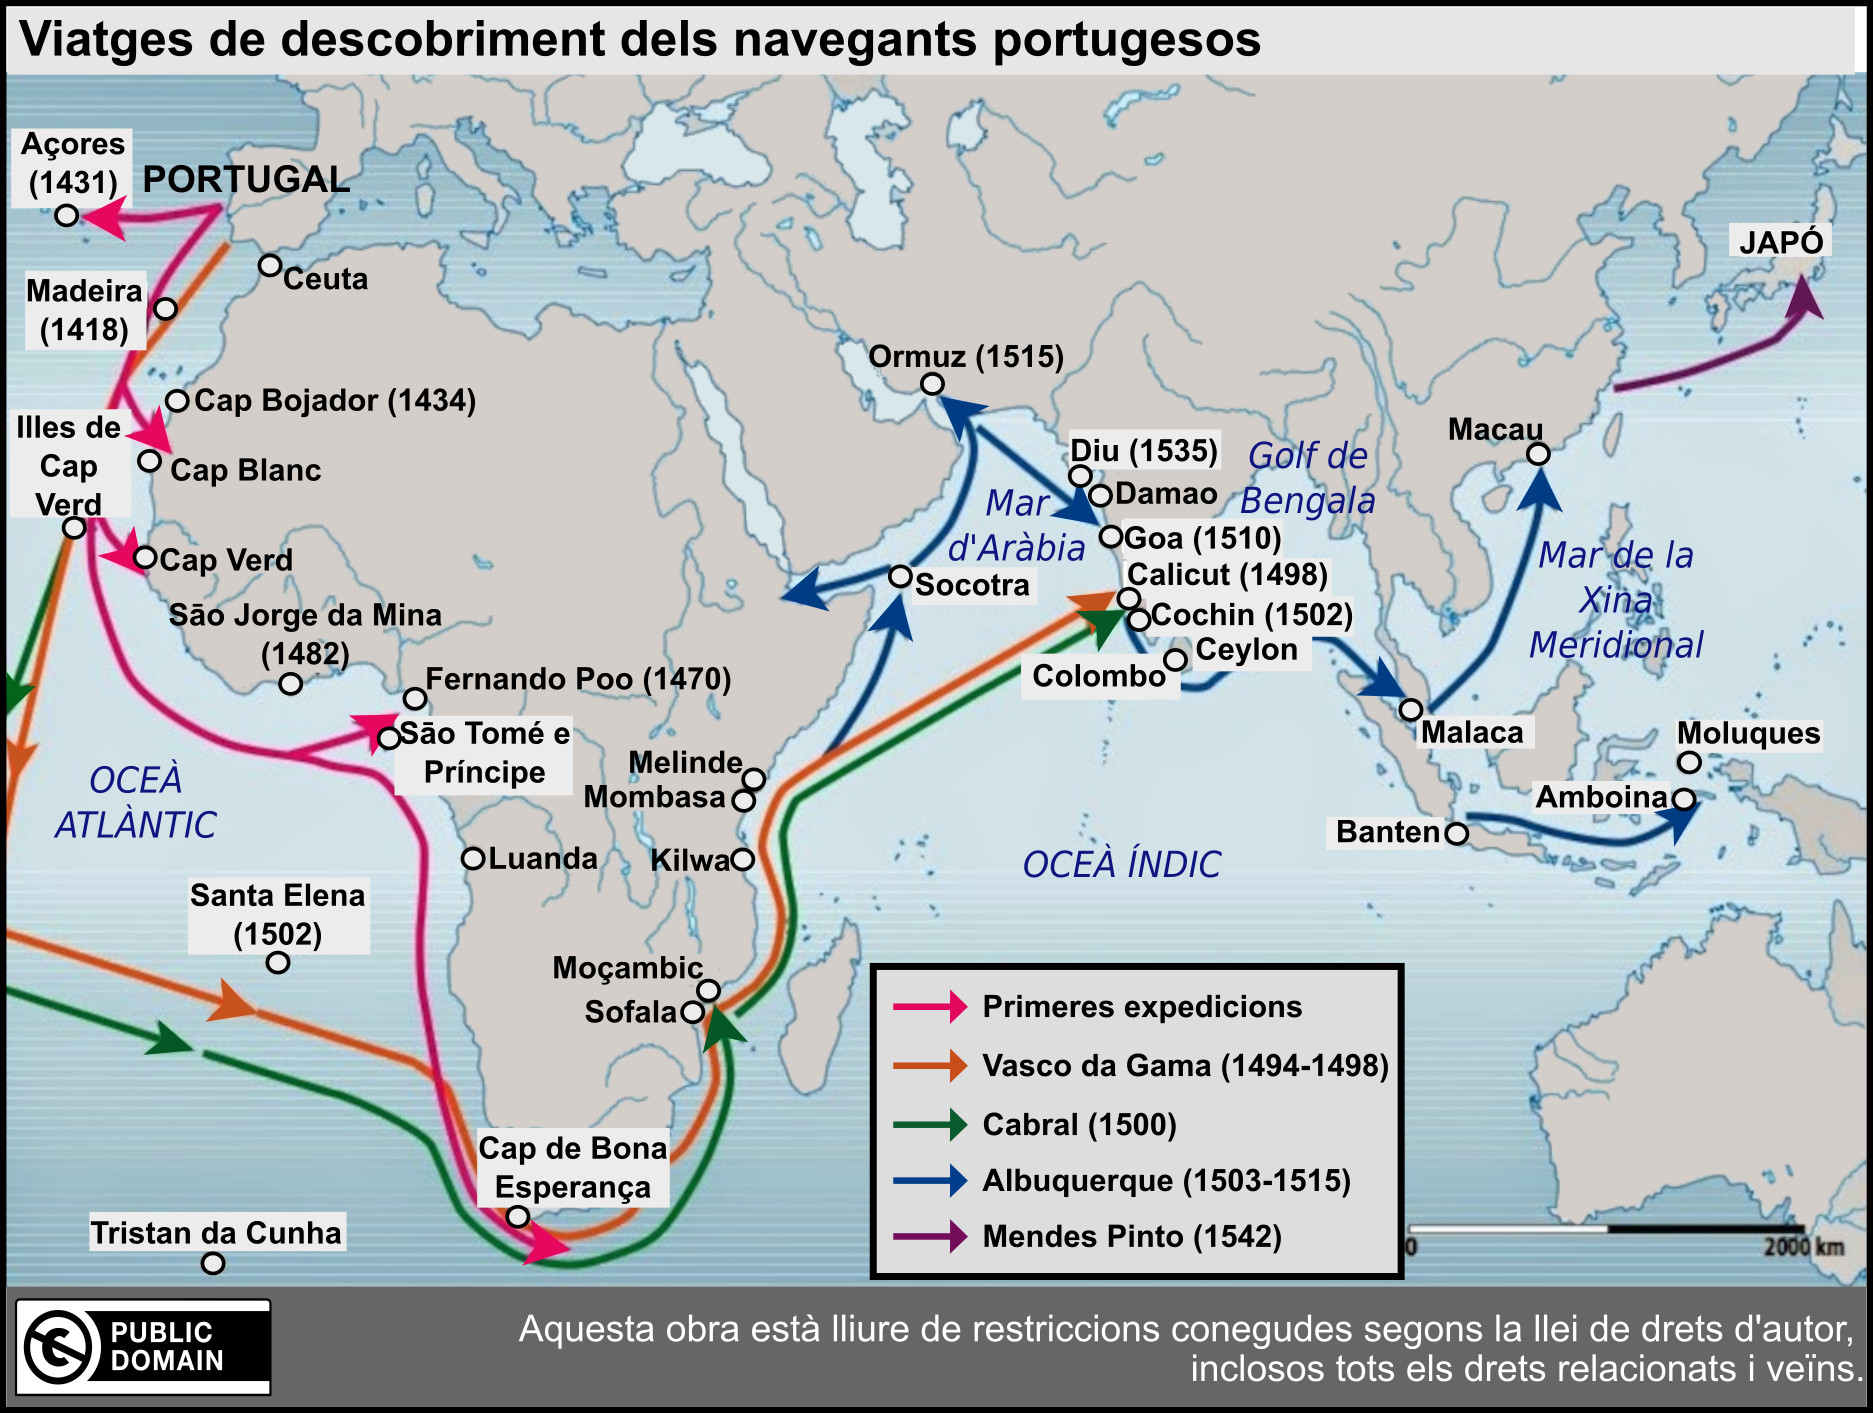 Viatges de descobriment dels navegants portugesos
Açores
(1431)
PORTUGAL
Ceuta
Madeira
(1418)
Cap Bojador (1434)
Illes de
Cap
Verd
Cap Blanc
Cap Verd
São Jorge da Mina
(1482)
Fernando Poo (1470)
São Tomé e
Príncipe
OCEÀ
ATLÀNTIC
Luanda
Santa Elena
(1502)
Tristan da Cunha
Cap de Bona
Esperança
Melinde
Mombasa
Kilwa
Moçambic
Sofala
Ormuz (1515)
Mar
d'Aràbia
Socotra
Diu (1535)
Damao
Goa (1510)
Calicut (1498)
Cochin (1502)
Ceylon
Colombo
Golf de
Bengala
OCEÀ ÍNDIC
JAPÓ
Macau
Mar de la
Xina
Meridional
Malaca
Moluques
Amboina
Banten
Primeres expedicions
Vasco da Gama (1494-1498)
Cabral (1500)
Albuquerque (1503-1515)
Mendes Pinto (1542)
0
2000 km
PUBLIC
DOMAIN
Aquesta obra està lliure de restriccions conegudes segons la llei de drets d'autor,
inclosos tots els drets relacionats i veïns.